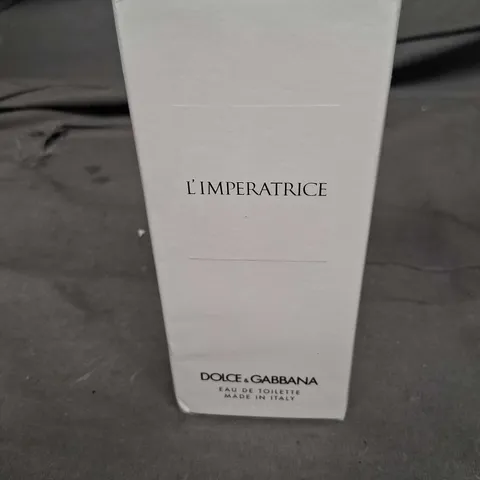 L'IMPERATRICE
DOLCE & GABBANA
EAU DE TOILETTE
MADE IN ITALY